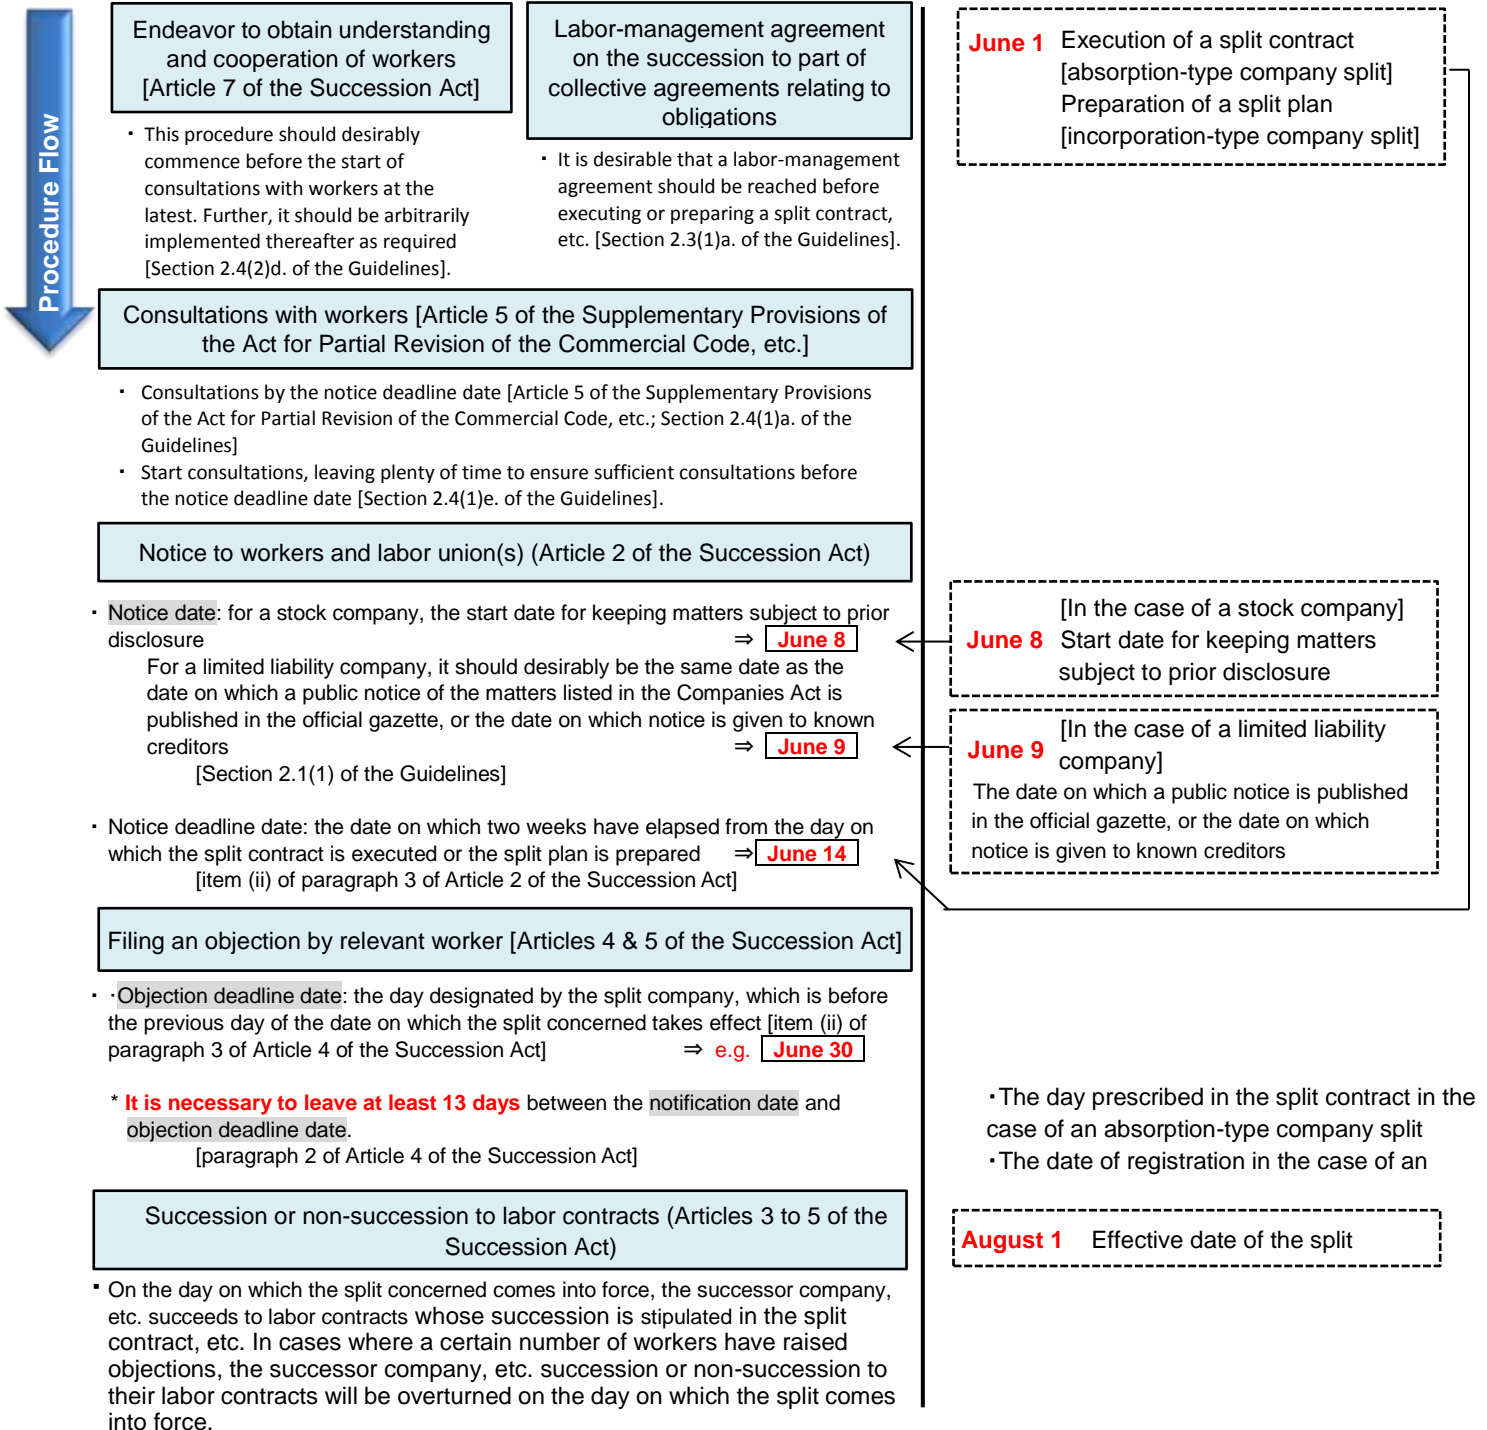 Procedure Flow
Endeavor to obtain understanding
and cooperation of workers
[Article 7 of the Succession Act]
・This procedure should desirably
commence before the start of
consultations with workers at the
latest. Further, it should be arbitrarily
implemented thereafter as required
[Section 2.4(2)d. of the Guidelines].
Labor-management agreement
on the succession to part of
collective agreements relating to
obligations
・It is desirable that a labor-management
agreement should be reached before
executing or preparing a split contract,
etc. [Section 2.3(1)a. of the Guidelines].
June 1 Execution of a split contract
[absorption-type company split]
Preparation of a split plan
[incorporation-type company split]
Consultations with workers [Article 5 of the Supplementary Provisions of
the Act for Partial Revision of the Commercial Code, etc.]
・Consultations by the notice deadline date [Article 5 of the Supplementary Provisions
of the Act for Partial Revision of the Commercial Code, etc.; Section 2.4(1)a. of the
Guidelines]
・Start consultations, leaving plenty of time to ensure sufficient consultations before
the notice deadline date [Section 2.4(1)e. of the Guidelines].
Notice to workers and labor union(s) (Article 2 of the Succession Act)
・Notice date: for a stock company, the start date for keeping matters subject to prior
disclosure ⇒ June 8
For a limited liability company, it should desirably be the same date as the
date on which a public notice of the matters listed in the Companies Act is
published in the official gazette, or the date on which notice is given to known
creditors ⇒ June 9
[Section 2.1(1) of the Guidelines]
[In the case of a stock company]
June 8 Start date for keeping matters
subject to prior disclosure
[In the case of a limited liability
June 9 company]
The date on which a public notice is published
in the official gazette, or the date on which
notice is given to known creditors
・Notice deadline date: the date on which two weeks have elapsed from the day on
which the split contract is executed or the split plan is prepared ⇒ June 14
[item (ii) of paragraph 3 of Article 2 of the Succession Act]
Filing an objection by relevant worker [Articles 4 & 5 of the Succession Act]
・・Objection deadline date: the day designated by the split company, which is before
the previous day of the date on which the split concerned takes effect [item (ii) of
paragraph 3 of Article 4 of the Succession Act] ⇒ e.g. June 30
* It is necessary to leave at least 13 days between the notification date and
objection deadline date.
[paragraph 2 of Article 4 of the Succession Act]
・The day prescribed in the split contract in the
case of an absorption-type company split
・The date of registration in the case of an
August 1 Effective date of the split
Succession or non-succession to labor contracts (Articles 3 to 5 of the
Succession Act)
・On the day on which the split concerned comes into force, the successor company,
etc. succeeds to labor contracts whose succession is stipulated in the split
contract, etc. In cases where a certain number of workers have raised
objections, the successor company, etc. succession or non-succession to
their labor contracts will be overturned on the day on which the split comes
into force.